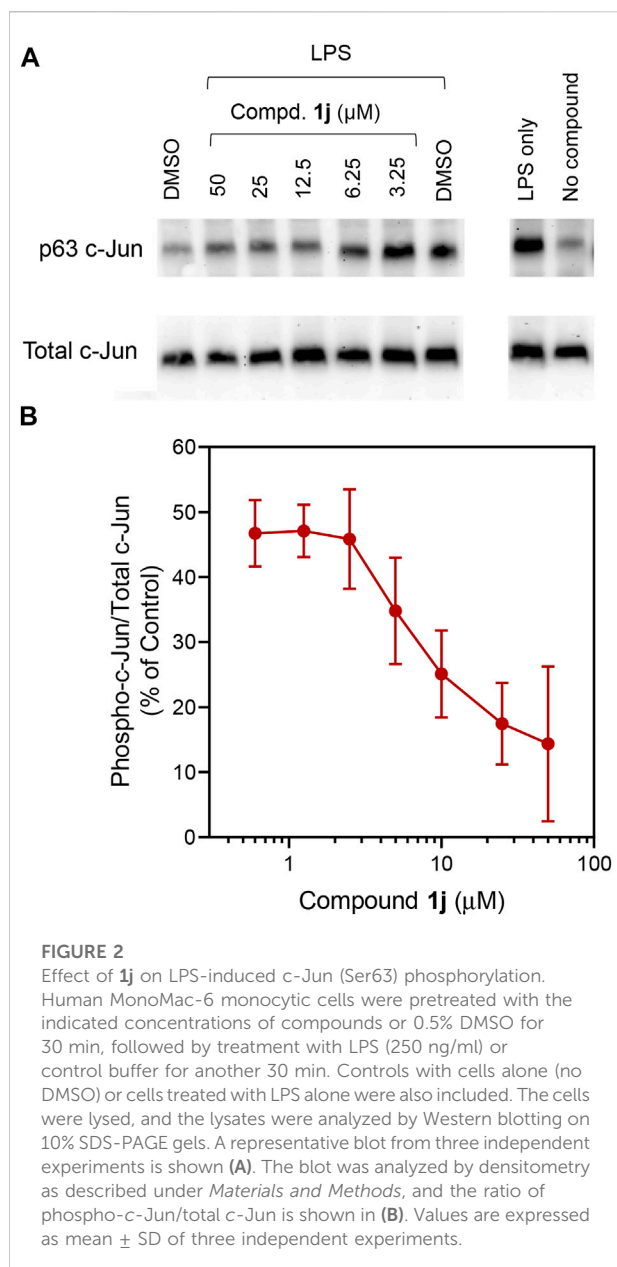 A
LPS
Compd. 1j (µM)
DMSO
50
25
12.5
6.25
3.25
DMSO
LPS only
No compound
p63 c-Jun
Total c-Jun
B
Phospho-c-Jun/Total c-Jun
(% of Control)
60
50
40
30
20
10
0
1
10
100
Compound 1j (µM)
FIGURE 2
Effect of 1j on LPS-induced c-Jun (Ser63) phosphorylation.
Human MonoMac-6 monocytic cells were pretreated with the
indicated concentrations of compounds or 0.5% DMSO for
30 min, followed by treatment with LPS (250 ng/ml) or
control buffer for another 30 min. Controls with cells alone (no
DMSO) or cells treated with LPS alone were also included. The cells
were lysed, and the lysates were analyzed by Western blotting on
10% SDS-PAGE gels. A representative blot from three independent
experiments is shown (A). The blot was analyzed by densitometry
as described under Materials and Methods, and the ratio of
phospho-c-Jun/total c-Jun is shown in (B). Values are expressed
as mean ± SD of three independent experiments.